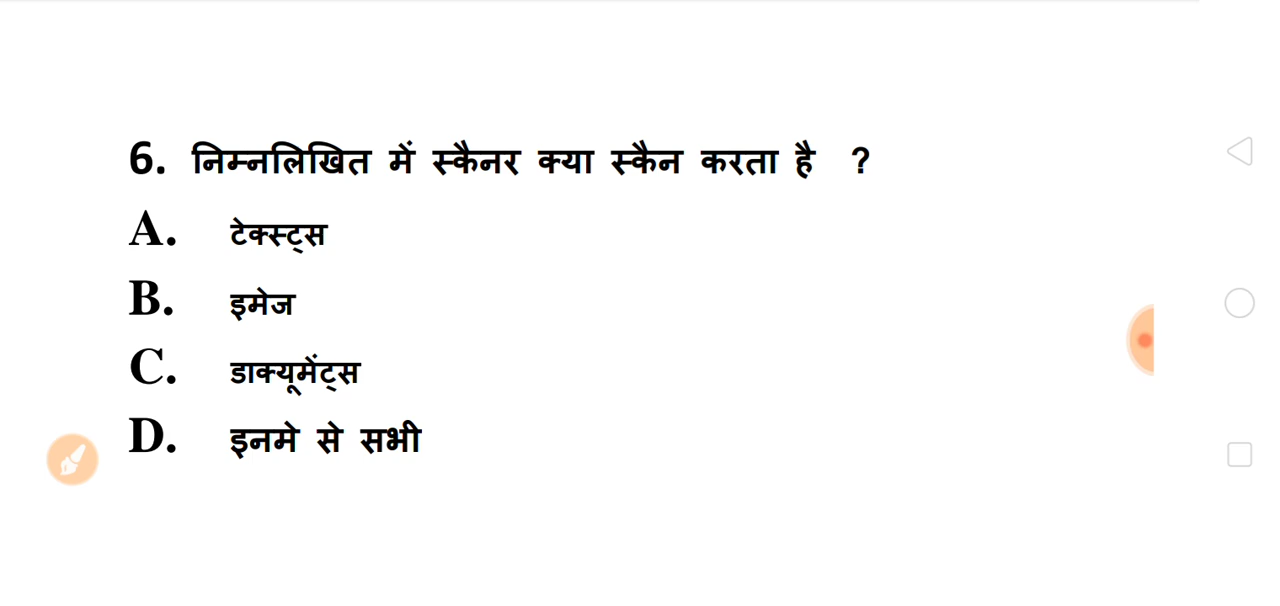 6. निम्नलिखित में स्कैनर क्या स्कैन करता है ?
A. टेक्स्ट्स
B. इमेज
C. डाक्यूमेंट्स
D. इनमे से सभी